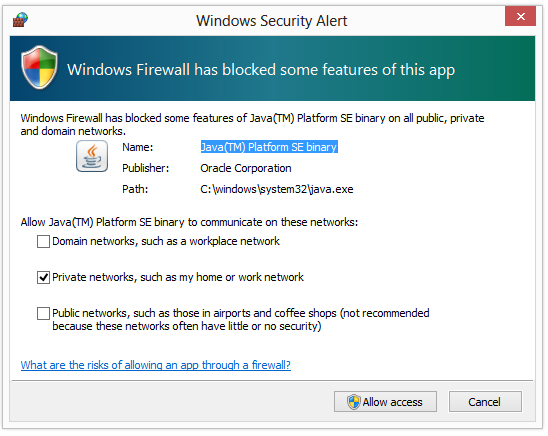 Windows Security Alert
Windows Firewall has blocked some features of this app
Windows Firewall has blocked some features of Java(TM) Platform SE binary on all public, private
and domain networks.
Name: Java(TM) Platform SE binary
Publisher: Oracle Corporation
Path: C:\windows\system32\java.exe
Allow Java(TM) Platform SE binary to communicate on these networks:
Domain networks, such as a workplace network
Private networks, such as my home or work network
Public networks, such as those in airports and coffee shops (not recommended
because these networks often have little or no security)
What are the risks of allowing an app through a firewall?
Allow access Cancel